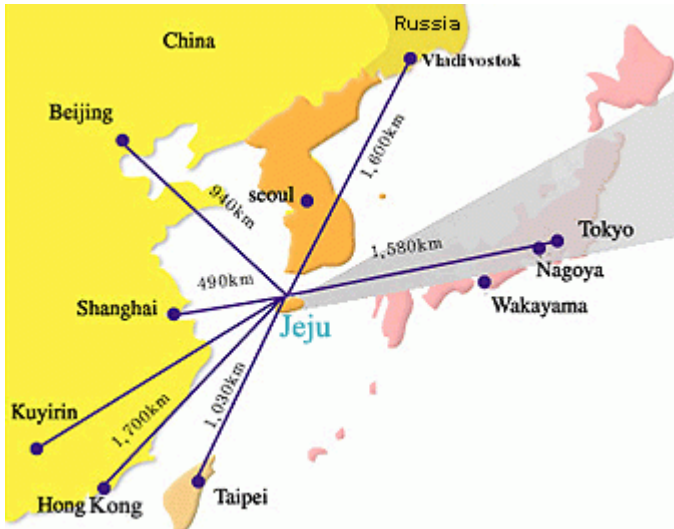 Russia
China
Vladivostok
Beijing
1,600km
940km
seoul
Tokyo
1,580km
Nagoya
490km
Wakayama
Shanghai
Jeju
1,030km
Kuyirin
1,700km
Hong Kong
Taipei